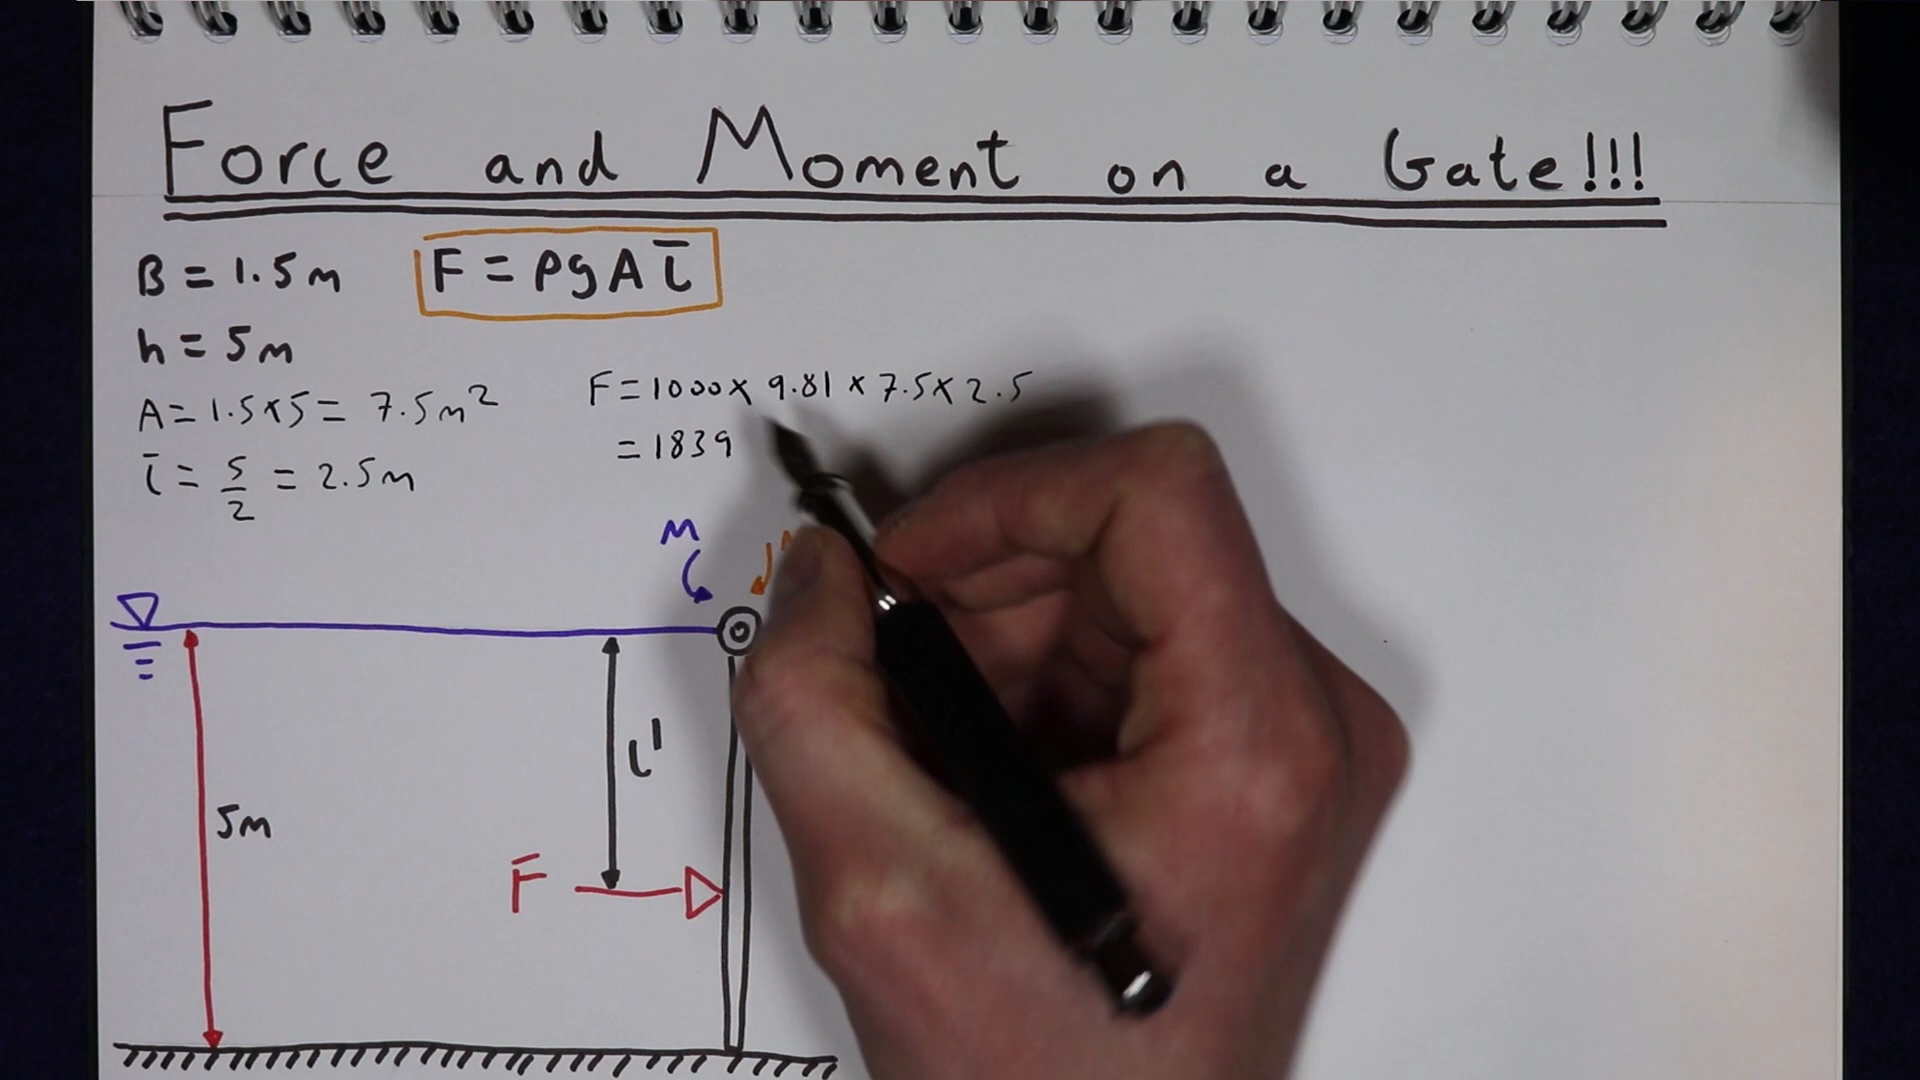 Force and Moment on a Gate!!!
B = 1.5m
F = ρgAl̄
h = 5m
A = 1.5×5 = 7.5m²
l̄ = 5/2 = 2.5m
F = 1000 × 9.81 × 7.5 × 2.5
= 1839
M
l'
5m
F